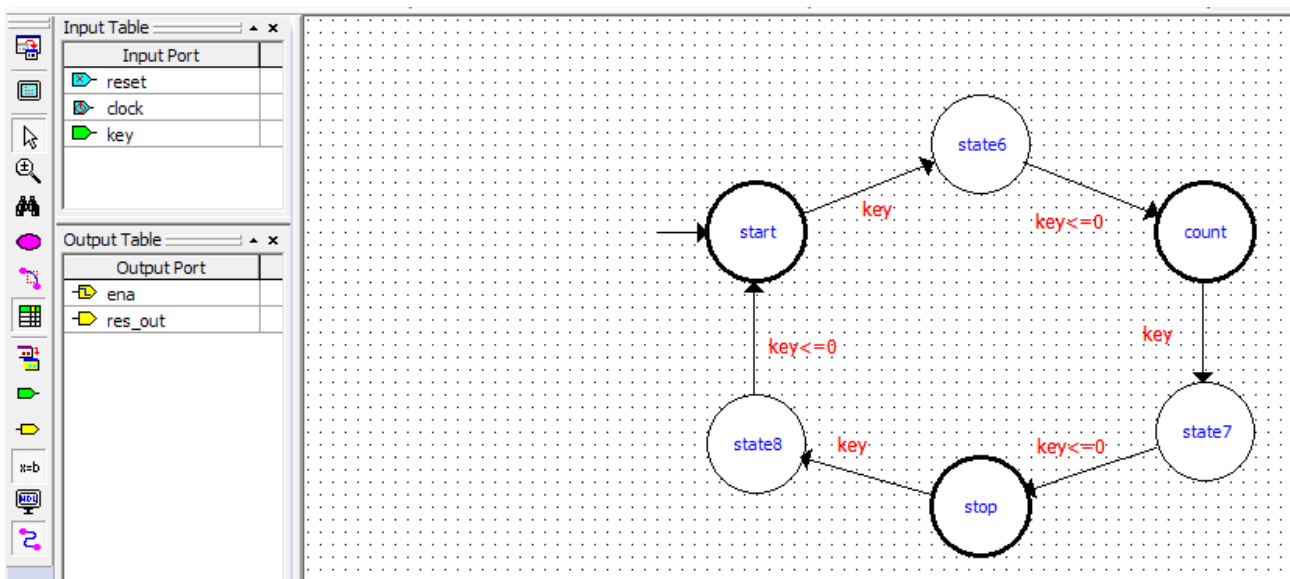 Input Table
Input Port
reset
clock
key
Output Table
Output Port
ena
res_out
x=b
HDL
state6
key
key<=0
start
count
key<=0
key
state8
key
key<=0
state7
stop